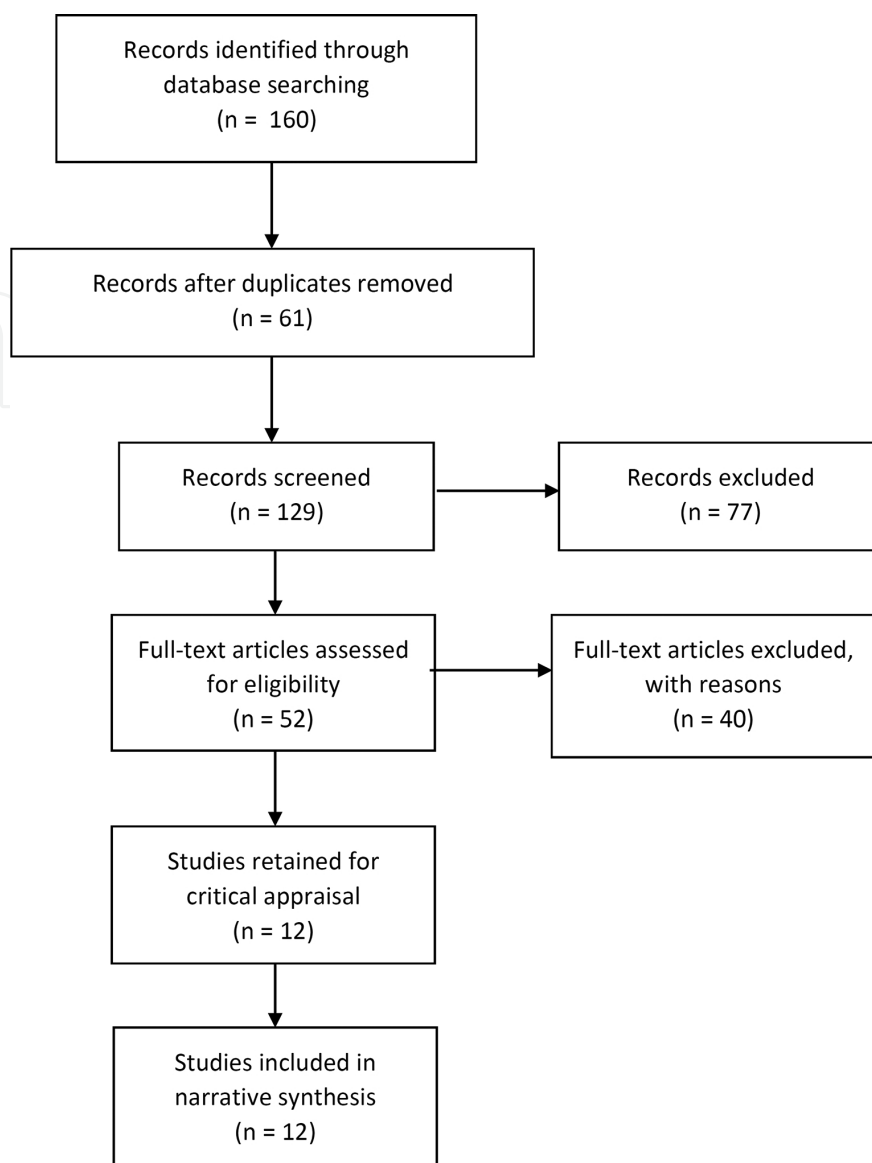 Records identified through
database searching
(n =  160)
Records after duplicates removed
(n = 61)
Records screened
(n = 129)
Records excluded
(n = 77)
Full-text articles assessed
for eligibility
(n = 52)
Full-text articles excluded,
with reasons
(n = 40)
Studies retained for
critical appraisal
(n = 12)
Studies included in
narrative synthesis
(n = 12)